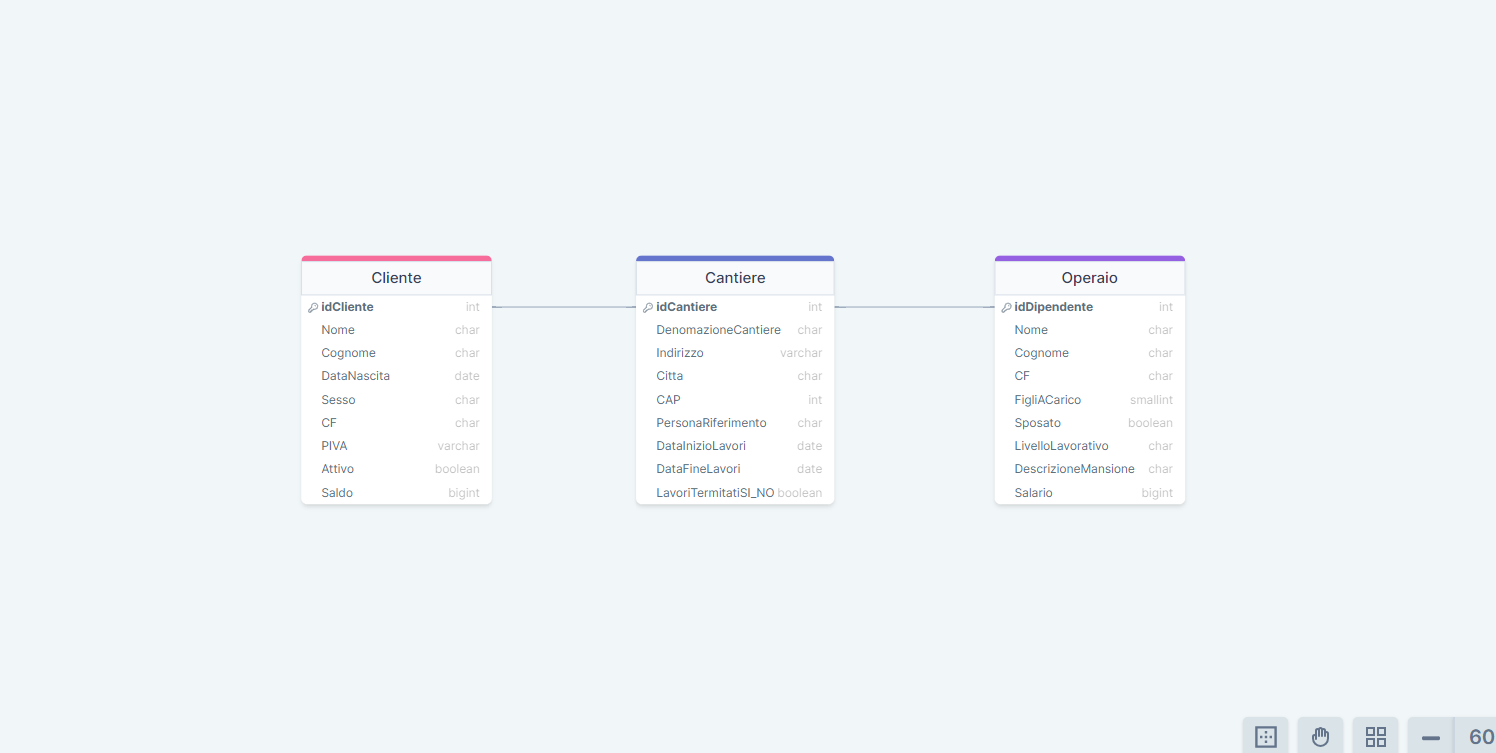 Cliente
idCliente int
Nome char
Cognome char
DataNascita date
Sesso char
CF char
PIVA varchar
Attivo boolean
Saldo bigint
Cantiere
idCantiere int
DenomazioneCantiere char
Indirizzo varchar
Citta char
CAP int
PersonaRiferimento char
DataInizioLavori date
DataFineLavori date
LavoriTermitatiSI_NO boolean
Operaio
idDipendente int
Nome char
Cognome char
CF char
FigliACarico smallint
Sposato boolean
LivelloLavorativo char
DescrizioneMansione char
Salario bigint
60